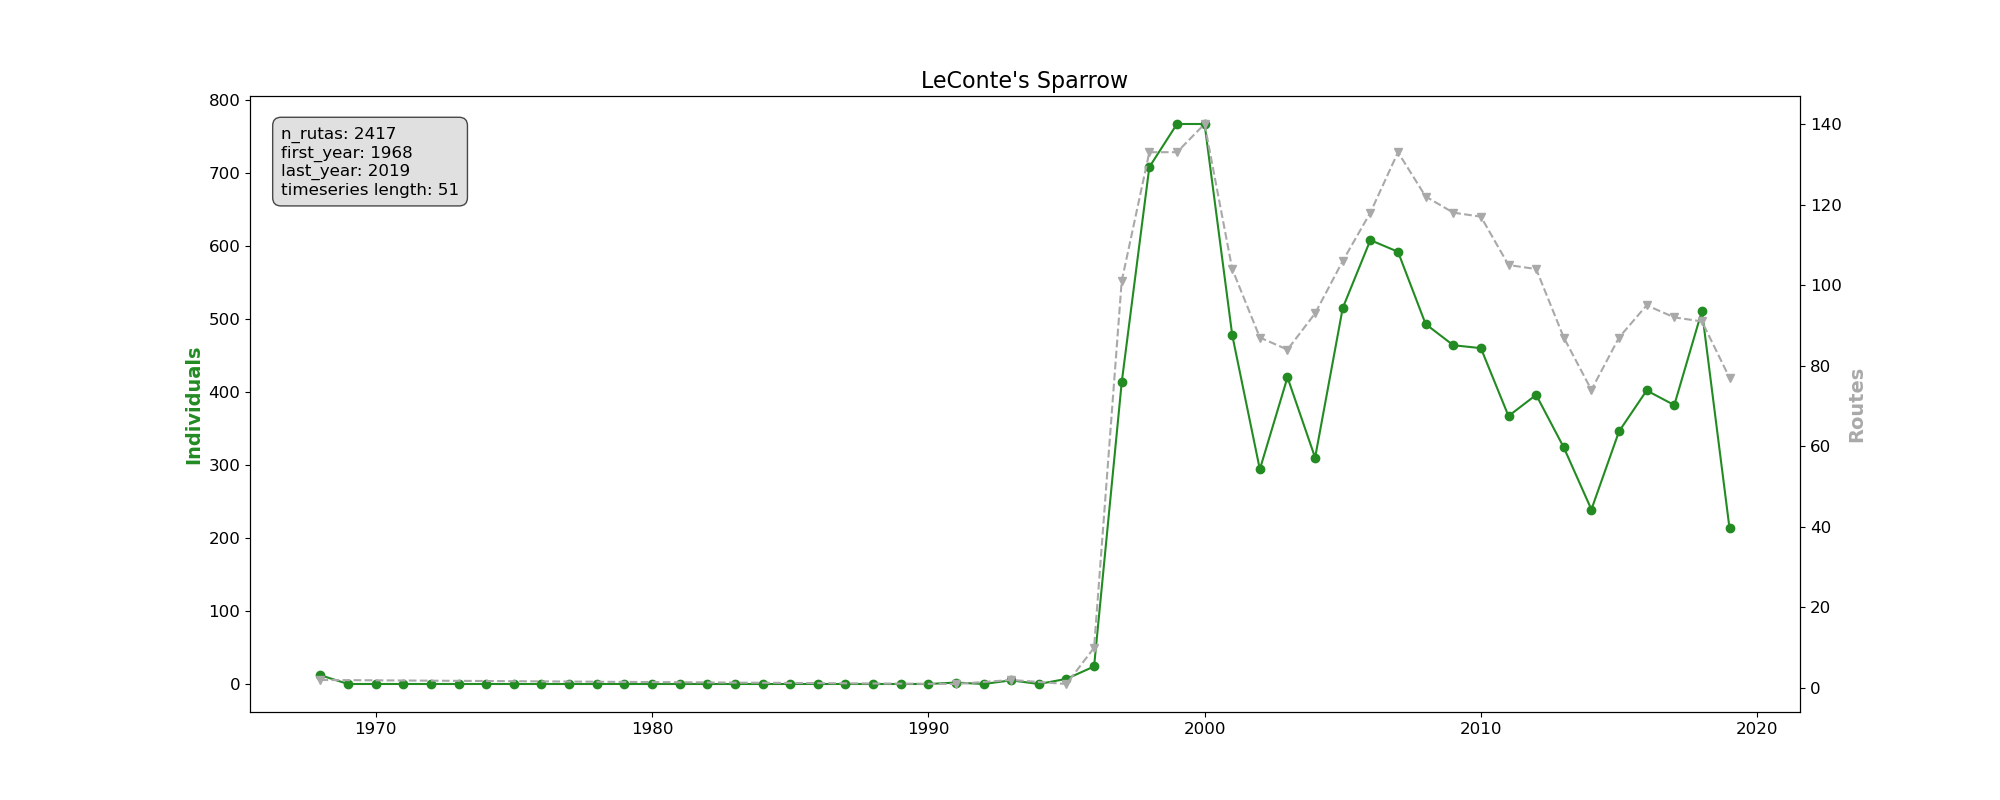 LeConte's Sparrow
n_rutas: 2417
first_year: 1968
last_year: 2019
timeseries length: 51
Individuals
800
700
600
500
400
300
200
100
0
140
120
100
80
60
40
20
0
Routes
1970 1980 1990 2000 2010 2020